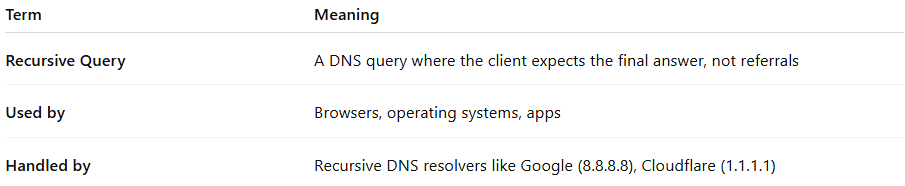 Term Meaning
Recursive Query A DNS query where the client expects the final answer, not referrals
Used by Browsers, operating systems, apps
Handled by Recursive DNS resolvers like Google (8.8.8.8), Cloudflare (1.1.1.1)